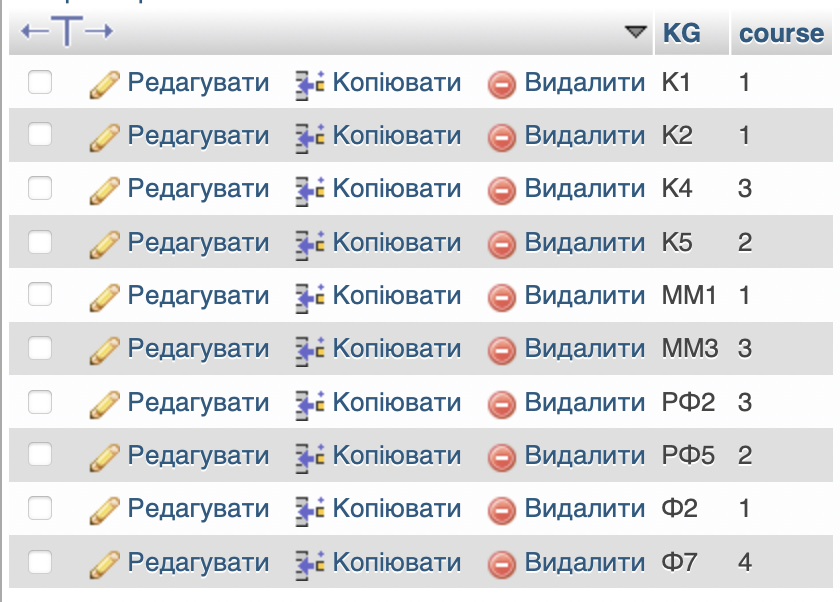 KG course
Редагувати Копіювати Видалити К1 1
Редагувати Копіювати Видалити К2 1
Редагувати Копіювати Видалити К4 3
Редагувати Копіювати Видалити К5 2
Редагувати Копіювати Видалити ММ1 1
Редагувати Копіювати Видалити ММ3 3
Редагувати Копіювати Видалити РФ2 3
Редагувати Копіювати Видалити РФ5 2
Редагувати Копіювати Видалити Ф2 1
Редагувати Копіювати Видалити Ф7 4